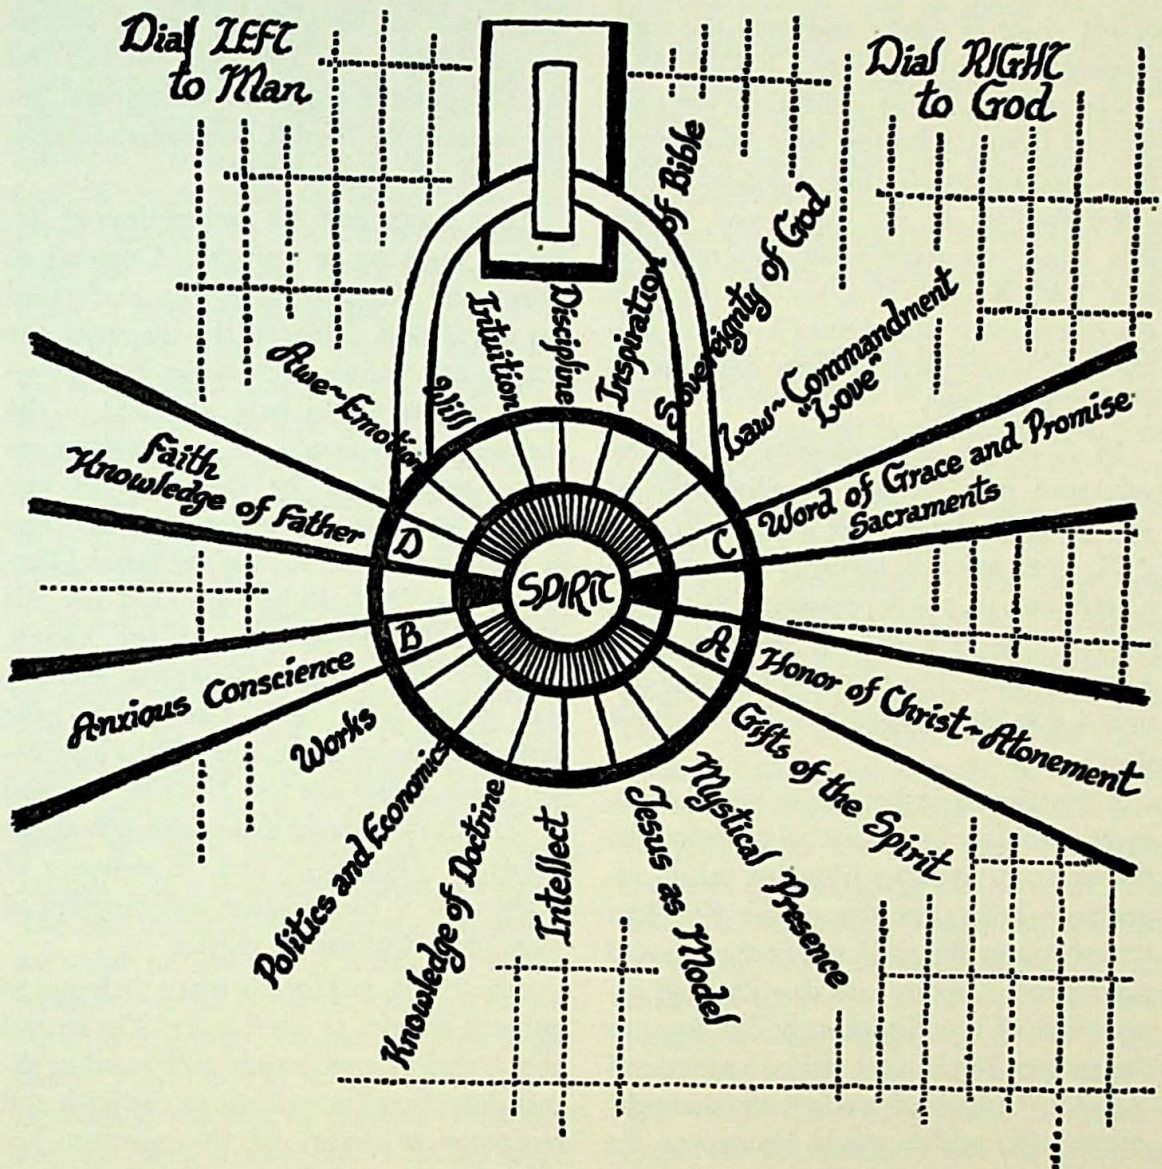 Dial LEFT
to Man
Dial RIGHT
to God
Awe~Emotion
Will
Intuition
Discipline
Inspiration of Bible
Sovereignty of God
Law~Commandment
"Love"
Faith
Knowledge of Father
Word of Grace and Promise
Sacraments
D
C
SPIRIT
B
A
Anxious Conscience
Honor of Christ~Atonement
Works
Gifts of the Spirit
Politics and Economics
Mystical Presence
Knowledge of Doctrine
Intellect
Jesus as Model